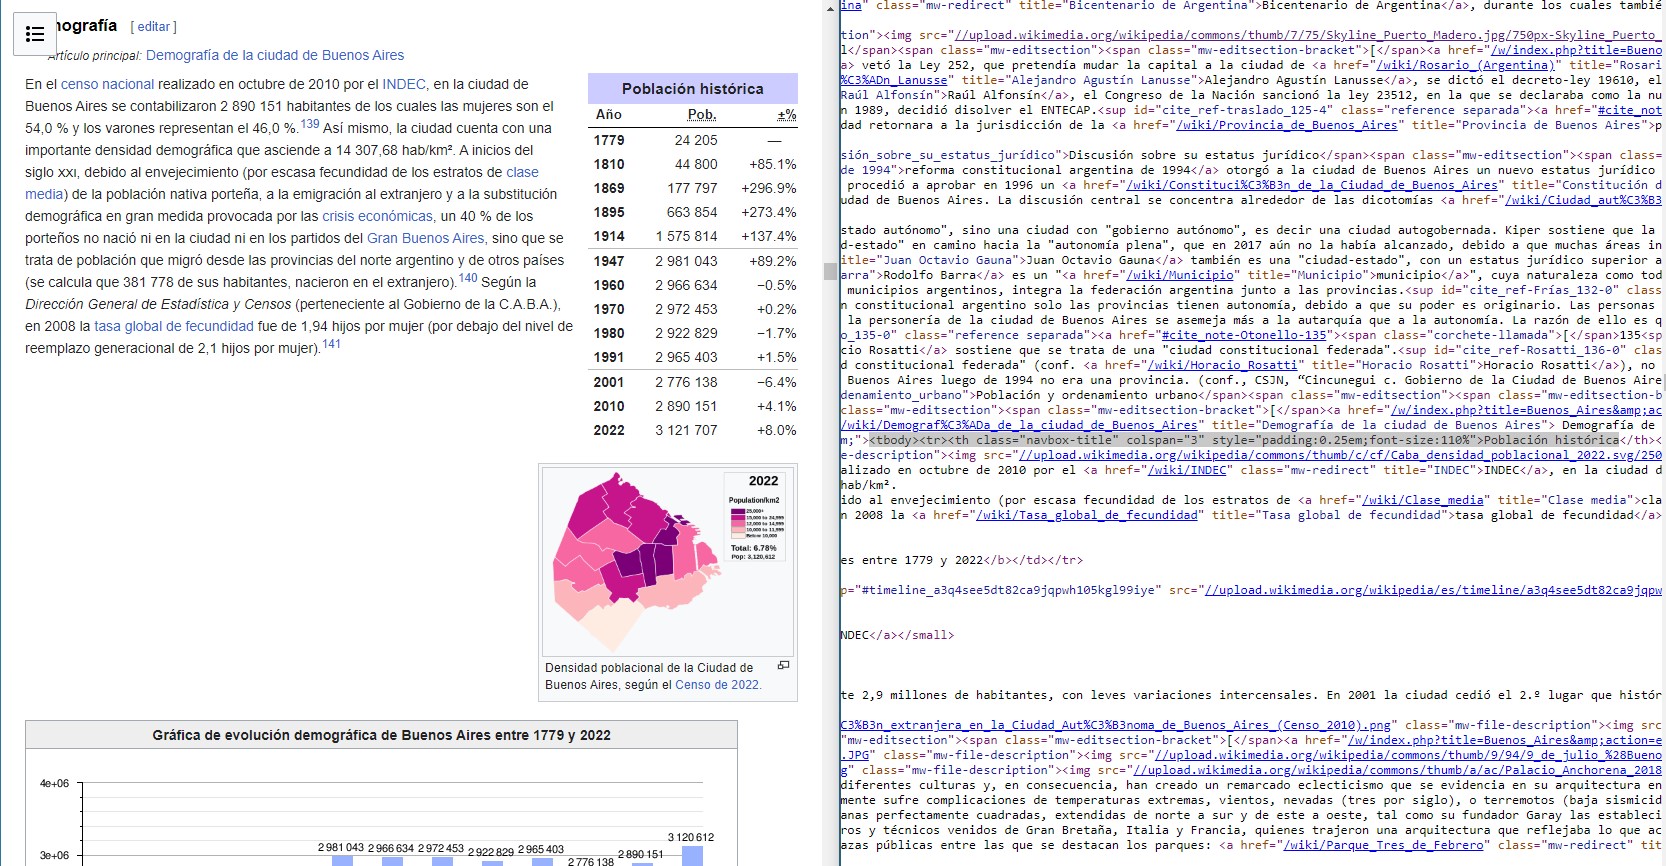 nografía [ editar ]
Artículo principal: Demografía de la ciudad de Buenos Aires
En el censo nacional realizado en octubre de 2010 por el INDEC, en la ciudad de
Buenos Aires se contabilizaron 2 890 151 habitantes de los cuales las mujeres son el
54,0 % y los varones representan el 46,0 %.139 Así mismo, la ciudad cuenta con una
importante densidad demográfica que asciende a 14 307,68 hab/km². A inicios del
siglo XXI, debido al envejecimiento (por escasa fecundidad de los estratos de clase
media) de la población nativa porteña, a la emigración al extranjero y a la substitución
demográfica en gran medida provocada por las crisis económicas, un 40 % de los
porteños no nació ni en la ciudad ni en los partidos del Gran Buenos Aires, sino que se
trata de población que migró desde las provincias del norte argentino y de otros países
(se calcula que 381 778 de sus habitantes, nacieron en el extranjero).140 Según la
Dirección General de Estadística y Censos (perteneciente al Gobierno de la C.A.B.A.),
en 2008 la tasa global de fecundidad fue de 1,94 hijos por mujer (por debajo del nivel de
reemplazo generacional de 2,1 hijos por mujer).141
Población histórica
Año Pob. ±%
1779 24 205 —
1810 44 800 +85.1%
1869 177 797 +296.9%
1895 663 854 +273.4%
1914 1 575 814 +137.4%
1947 2 981 043 +89.2%
1960 2 966 634 −0.5%
1970 2 972 453 +0.2%
1980 2 922 829 −1.7%
1991 2 965 403 +1.5%
2001 2 776 138 −6.4%
2010 2 890 151 +4.1%
2022 3 121 707 +8.0%
2022
Population/km2
25,000+
15,000 to 24,999
12,000 to 14,999
10,000 to 11,999
Below 10,000
Total: 6.78%
Pop: 3,120,612
Densidad poblacional de la Ciudad de
Buenos Aires, según el Censo de 2022.
Gráfica de evolución demográfica de Buenos Aires entre 1779 y 2022
4e+06
3e+06
2 981 043 2 966 634 2 972 453 2 922 829 2 965 403 2 776 138 2 890 151 3 120 612
ina" class="mw-redirect" title="Bicentenario de Argentina">Bicentenario de Argentina</a>, durante los cuales tambié
tion"><img src="//upload.wikimedia.org/wikipedia/commons/thumb/7/75/Skyline_Puerto_Madero.jpg/750px-Skyline_Puerto_
l</span><span class="mw-editsection"><span class="mw-editsection-bracket">[</span><a href="/w/index.php?title=Bueno
a> vetó la Ley 252, que pretendía mudar la capital a la ciudad de <a href="/wiki/Rosario_(Argentina)" title="Rosari
%C3%ADn_Lanusse" title="Alejandro Agustín Lanusse">Alejandro Agustín Lanusse</a>, se dictó el decreto-ley 19610, el
Raúl Alfonsín">Raúl Alfonsín</a>, el Congreso de la Nación sancionó la ley 23512, en la que se declaraba como la nu
n 1989, decidió disolver el ENTECAP.<sup id="cite_ref-traslado_125-4" class="reference separada"><a href="#cite_not
dad retornara a la jurisdicción de la <a href="/wiki/Provincia_de_Buenos_Aires" title="Provincia de Buenos Aires">p
sión_sobre_su_estatus_jurídico">Discusión sobre su estatus jurídico</span><span class="mw-editsection"><span class=
de 1994">reforma constitucional argentina de 1994</a> otorgó a la ciudad de Buenos Aires un nuevo estatus jurídico
procedió a aprobar en 1996 un <a href="/wiki/Constituci%C3%B3n_de_la_Ciudad_de_Buenos_Aires" title="Constitución d
udad de Buenos Aires. La discusión central se concentra alrededor de las dicotomías <a href="/wiki/Ciudad_aut%C3%B3
stado autónomo", sino una ciudad con "gobierno autónomo", es decir una ciudad autogobernada. Kiper sostiene que la
d-estado" en camino hacia la "autonomía plena", que en 2017 aún no la había alcanzado, debido a que muchas áreas in
itle="Juan Octavio Gauna">Juan Octavio Gauna</a> también es una "ciudad-estado", con un estatus jurídico superior a
arra">Rodolfo Barra</a> es un "<a href="/wiki/Municipio" title="Municipio">municipio</a>", cuya naturaleza como tod
municipios argentinos, integra la federación argentina junto a las provincias.<sup id="cite_ref-Frías_132-0" class
n constitucional argentino solo las provincias tienen autonomía, debido a que su poder es originario. Las personas
la personería de la ciudad de Buenos Aires se asemeja más a la autarquía que a la autonomía. La razón de ello es q
o_135-0" class="reference separada"><a href="#cite_note-Otonello-135"><span class="corchete-llamada">[</span>135<sp
cio Rosatti</a> sostiene que se trata de una "ciudad constitucional federada".<sup id="cite_ref-Rosatti_136-0" clas
d constitucional federada" (conf. <a href="/wiki/Horacio_Rosatti" title="Horacio Rosatti">Horacio Rosatti</a>), no
Buenos Aires luego de 1994 no era una provincia. (conf., CSJN, “Cincunegui c. Gobierno de la Ciudad de Buenos Aire
denamiento_urbano">Población y ordenamiento urbano</span><span class="mw-editsection"><span class="mw-editsection-b
class="mw-editsection"><span class="mw-editsection-bracket">[</span><a href="/w/index.php?title=Buenos_Aires&amp;ac
/wiki/Demograf%C3%ADa_de_la_ciudad_de_Buenos_Aires" title="Demografía de la ciudad de Buenos Aires"> Demografía de
m;"><tbody><tr><th class="navbox-title" colspan="3" style="padding:0.25em;font-size:110%">Población histórica</th><
e-description"><img src="//upload.wikimedia.org/wikipedia/commons/thumb/c/cf/Caba_densidad_poblacional_2022.svg/250
alizado en octubre de 2010 por el <a href="/wiki/INDEC" class="mw-redirect" title="INDEC">INDEC</a>, en la ciudad d
hab/km².
ido al envejecimiento (por escasa fecundidad de los estratos de <a href="/wiki/Clase_media" title="Clase media">cla
n 2008 la <a href="/wiki/Tasa_global_de_fecundidad" title="Tasa global de fecundidad">tasa global de fecundidad</a>
es entre 1779 y 2022</b></td></tr>
p="#timeline_a3q4see5dt82ca9jqpwh105kgl99iye" src="//upload.wikimedia.org/wikipedia/es/timeline/a3q4see5dt82ca9jqpw
NDEC</a></small>
te 2,9 millones de habitantes, con leves variaciones intercensales. En 2001 la ciudad cedió el 2.º lugar que histór
C3%B3n_extranjera_en_la_Ciudad_Aut%C3%B3noma_de_Buenos_Aires_(Censo_2010).png" class="mw-file-description"><img src
"mw-editsection"><span class="mw-editsection-bracket">[</span><a href="/w/index.php?title=Buenos_Aires&amp;action=e
.JPG" class="mw-file-description"><img src="//upload.wikimedia.org/wikipedia/commons/thumb/9/94/9_de_julio_%28Bueno
g" class="mw-file-description"><img src="//upload.wikimedia.org/wikipedia/commons/thumb/a/ac/Palacio_Anchorena_2018
diferentes culturas y, en consecuencia, han creado un remarcado eclecticismo que se evidencia en su arquitectura en
mente sufre complicaciones de temperaturas extremas, vientos, nevadas (tres por siglo), o terremotos (baja sismicid
anas perfectamente cuadradas, extendidas de norte a sur y de este a oeste, tal como su fundador Garay las estableci
ros y técnicos venidos de Gran Bretaña, Italia y Francia, quienes trajeron una arquitectura que reflejaba lo que ac
azas públicas entre las que se destacan los parques: <a href="/wiki/Parque_Tres_de_Febrero" class="mw-redirect" tit